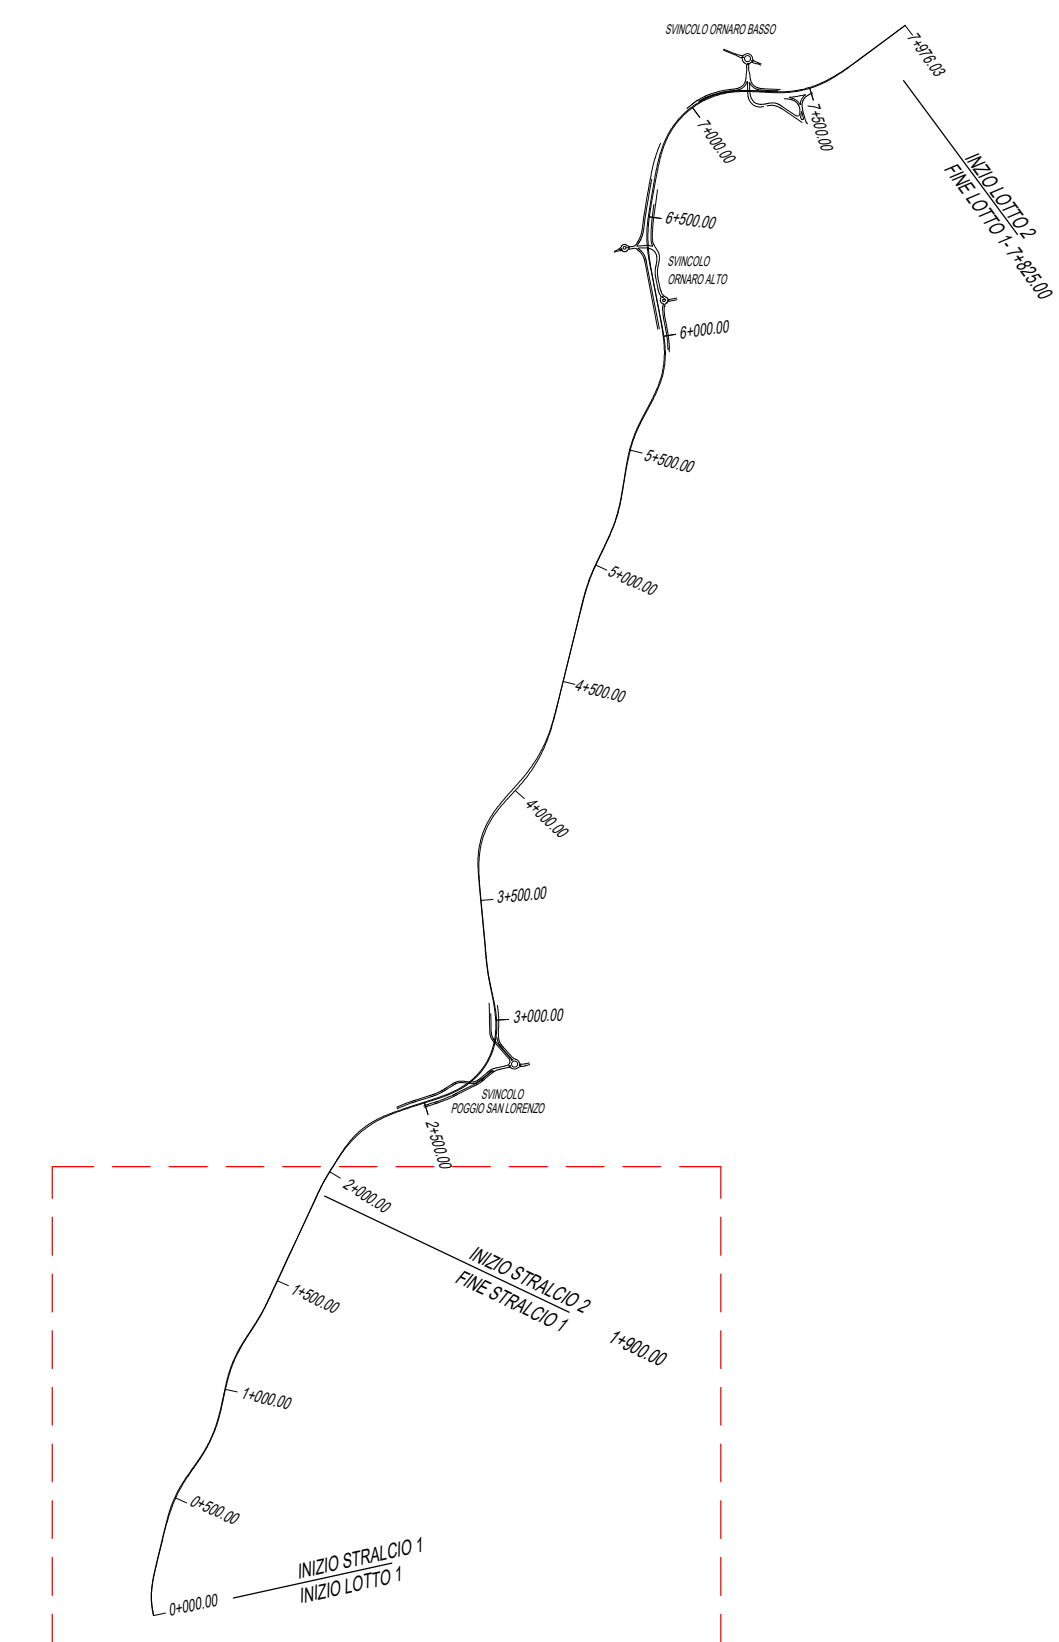 SVINCOLO ORNARO BASSO
7+976.03
7+500.00
7+000.00
INZIO LOTTO 2
FINE LOTTO 1- 7+825.00
6+500.00
SVINCOLO
ORNARO ALTO
6+000.00
5+500.00
5+000.00
4+500.00
4+000.00
3+500.00
3+000.00
SVINCOLO
POGGIO SAN LORENZO
2+500.00
2+000.00
INIZIO STRALCIO 2
FINE STRALCIO 1
1+900.00
1+500.00
1+000.00
0+500.00
INIZIO STRALCIO 1
INIZIO LOTTO 1
0+000.00